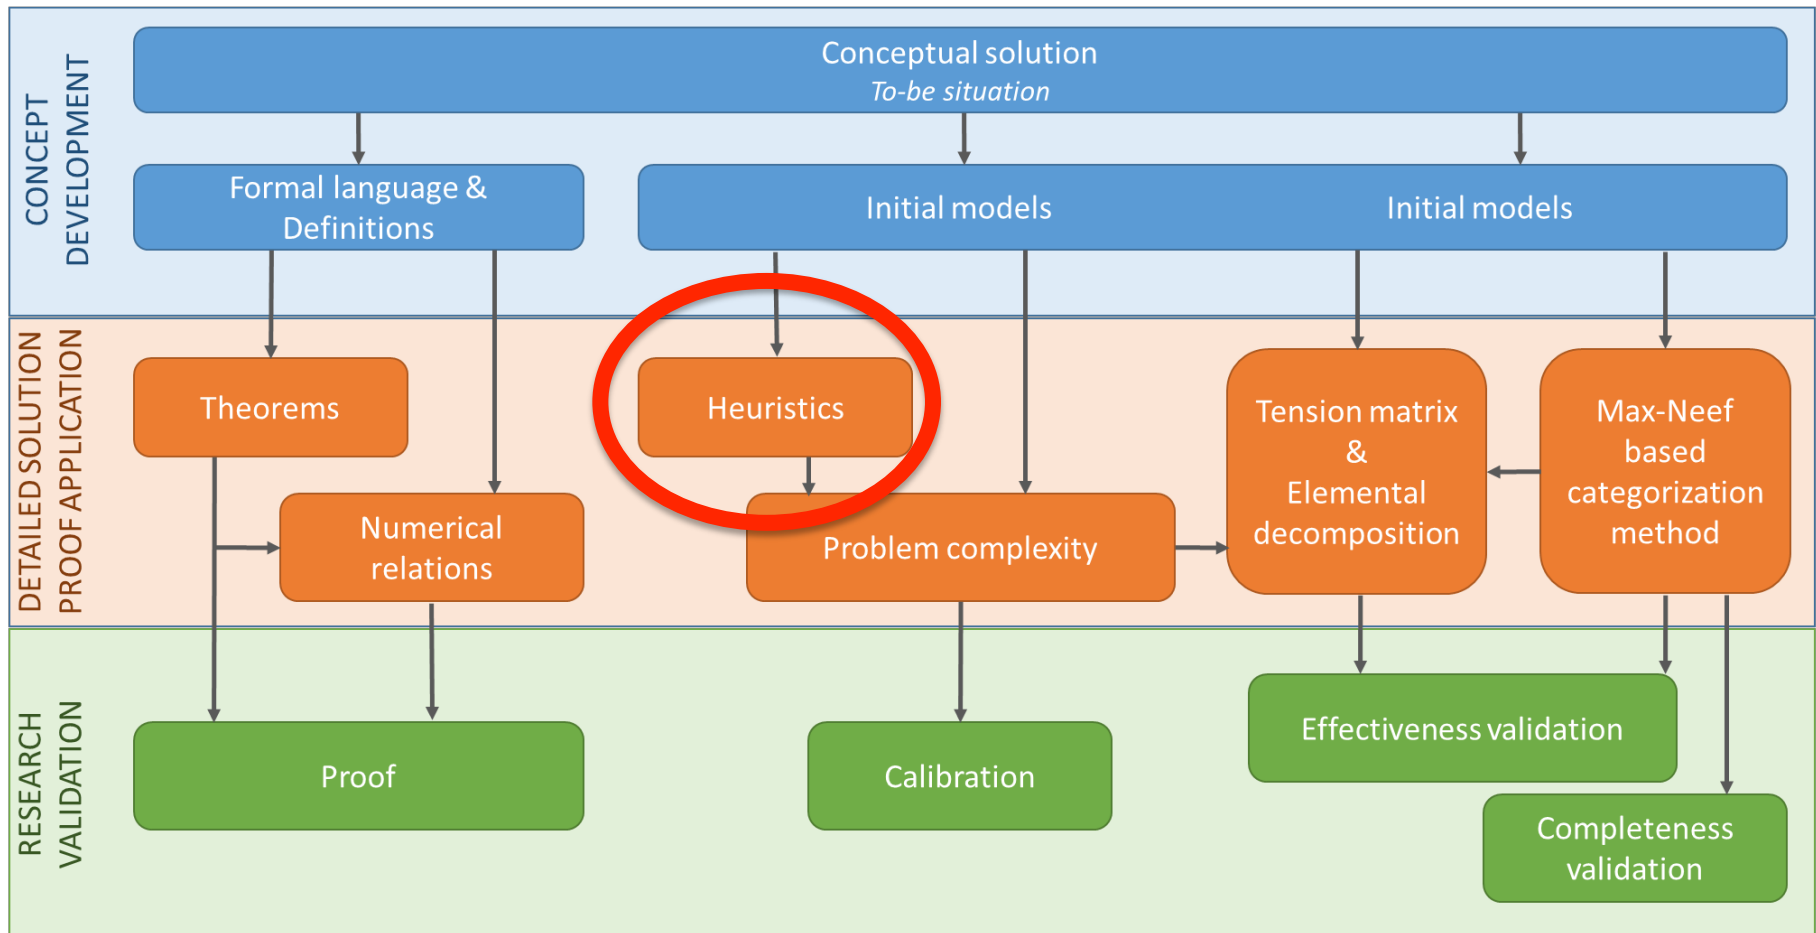 CONCEPT
DEVELOPMENT
Conceptual solution
To-be situation
Formal language &
Definitions
Initial models
Initial models
DETAILED SOLUTION
PROOF APPLICATION
Theorems
Numerical
relations
Heuristics
Problem complexity
Tension matrix
&
Elemental
decomposition
Max-Neef
based
categorization
method
RESEARCH
VALIDATION
Proof
Calibration
Effectiveness validation
Completeness
validation